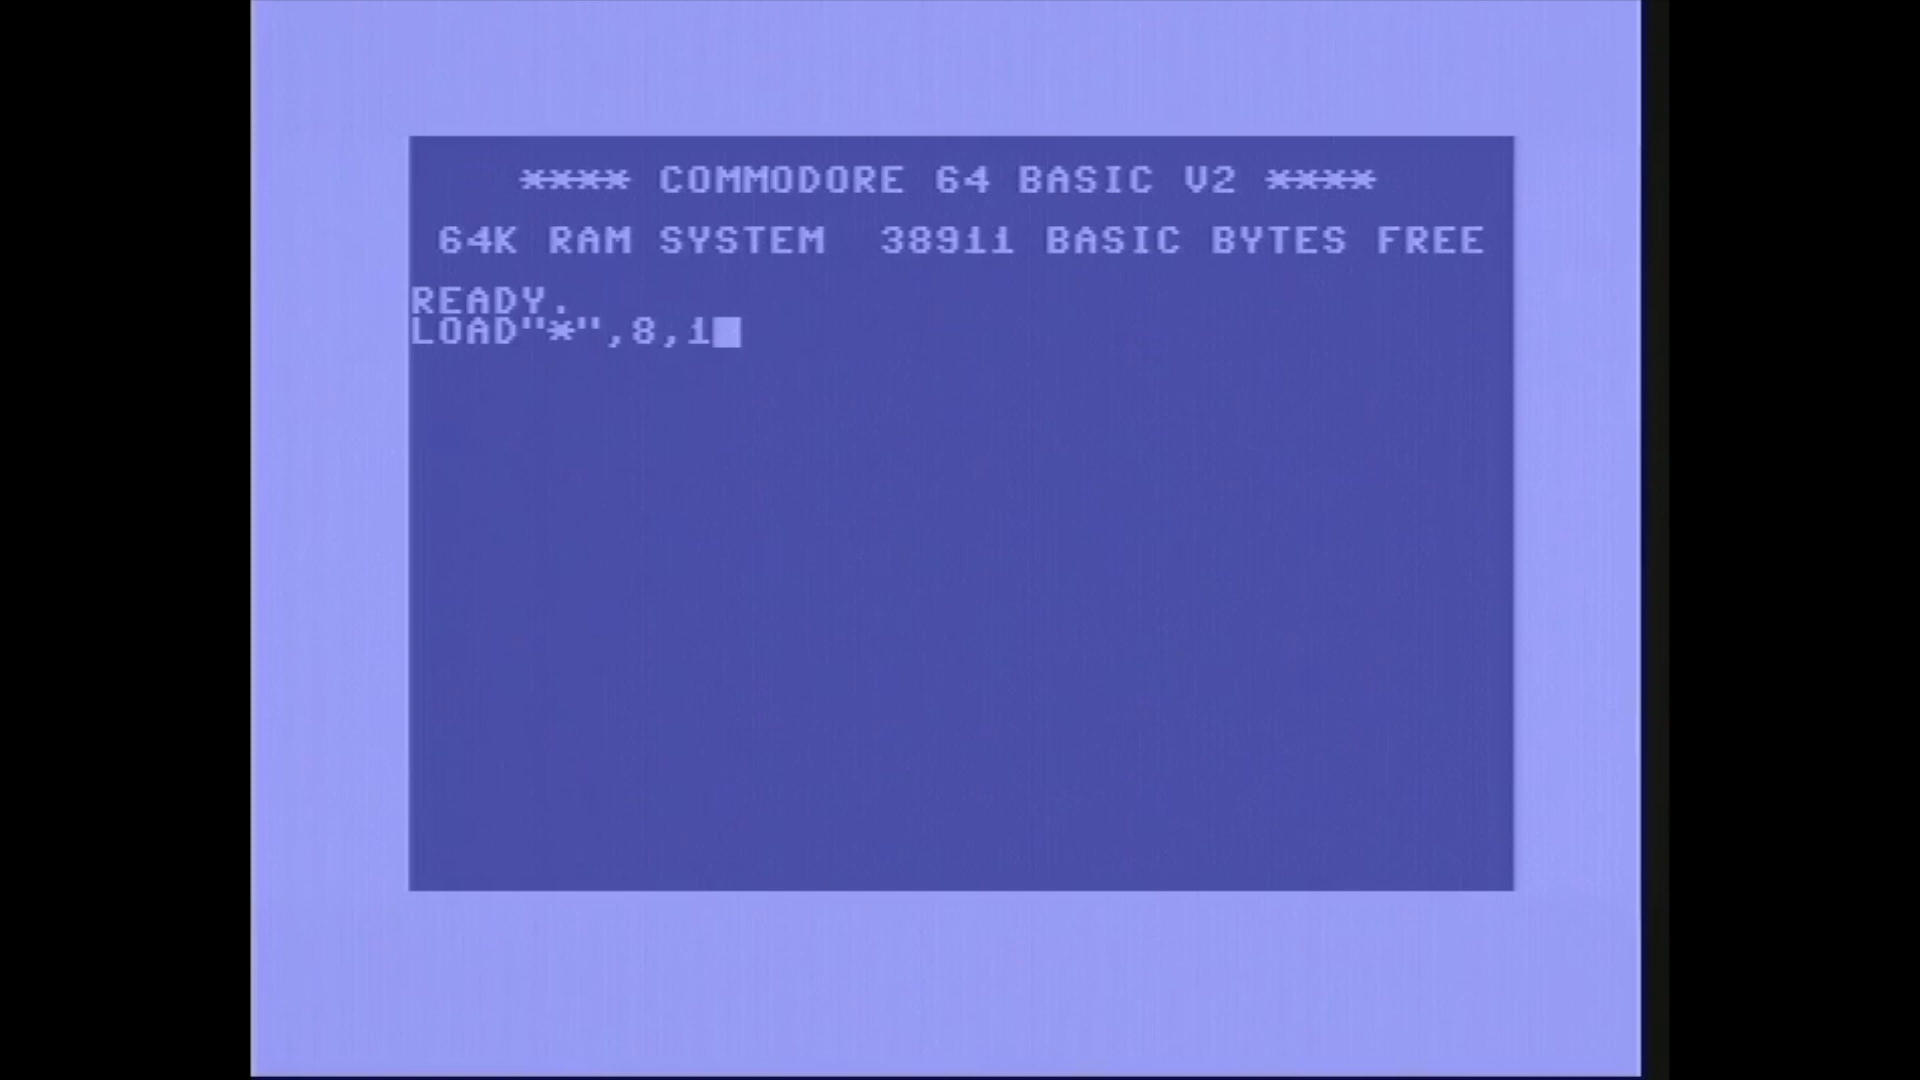 **** COMMODORE 64 BASIC V2 ****
64K RAM SYSTEM  38911 BASIC BYTES FREE
READY.
LOAD"*",8,1